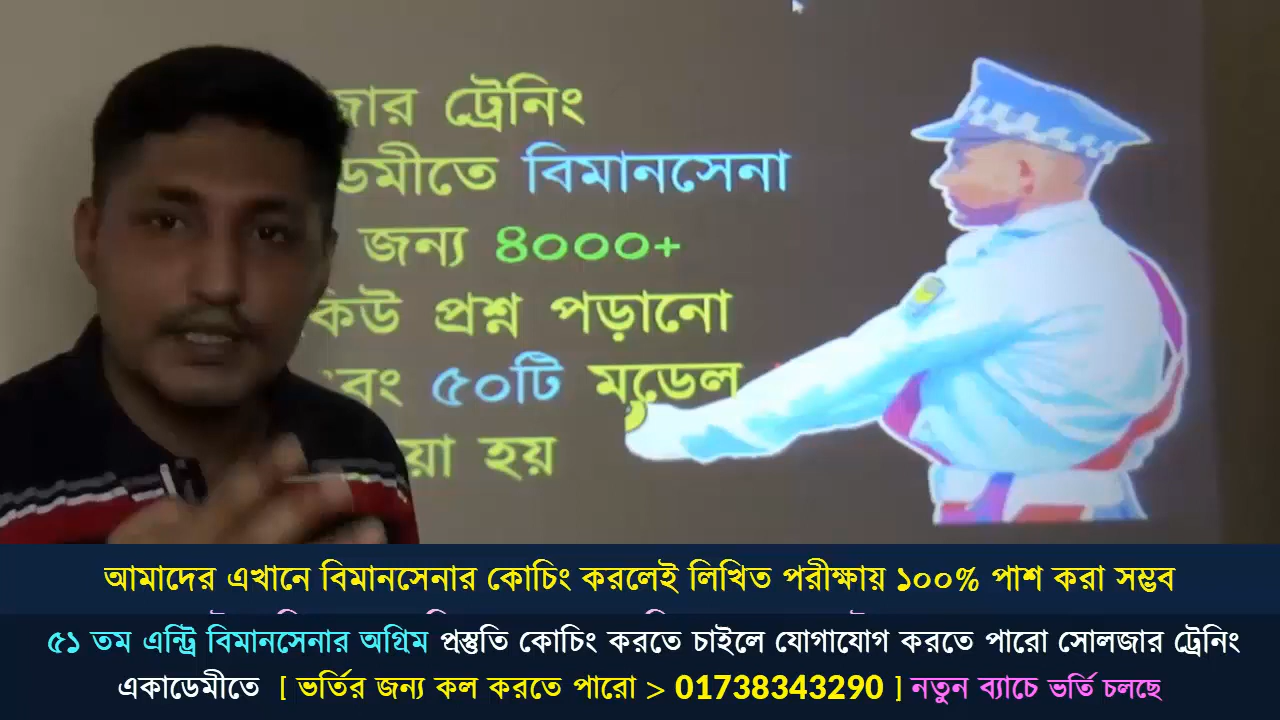 জার ট্রেনিং
ডেমীতে বিমানসেনা
জন্য ৪০০০+
কিউ প্রশ্ন পড়ানো
এবং ৫০টি মডেল
য়া হয়
আমাদের এখানে বিমানসেনার কোচিং করলেই লিখিত পরীক্ষায় ১০০% পাশ করা সম্ভব
৫১ তম এন্ট্রি বিমানসেনার অগ্রিম প্রস্তুতি কোচিং করতে চাইলে যোগাযোগ করতে পারো সোলজার ট্রেনিং
একাডেমীতে [ ভর্তির জন্য কল করতে পারো > 01738343290 ] নতুন ব্যাচে ভর্তি চলছে